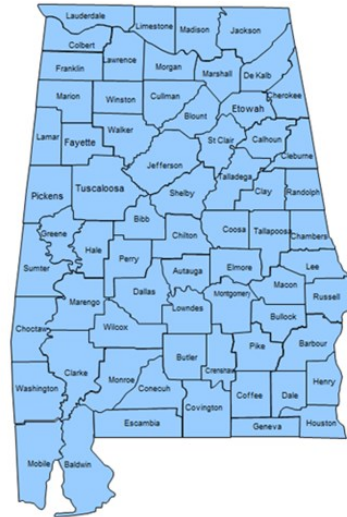 Lauderdale
Limestone
Madison
Jackson
Colbert
Lawrence
Franklin
Morgan
Marshall
De Kalb
Marion
Winston
Cullman
Cherokee
Blount
Etowah
Lamar
Fayette
Walker
St Clair
Calhoun
Cleburne
Jefferson
Talladega
Pickens
Tuscaloosa
Shelby
Clay
Randolph
Bibb
Greene
Hale
Chilton
Coosa
Tallapoosa
Chambers
Sumter
Perry
Autauga
Elmore
Lee
Marengo
Dallas
Montgomery
Macon
Russell
Lowndes
Bullock
Choctaw
Wilcox
Butler
Pike
Barbour
Clarke
Crenshaw
Washington
Monroe
Conecuh
Covington
Coffee
Dale
Henry
Escambia
Geneva
Houston
Mobile
Baldwin